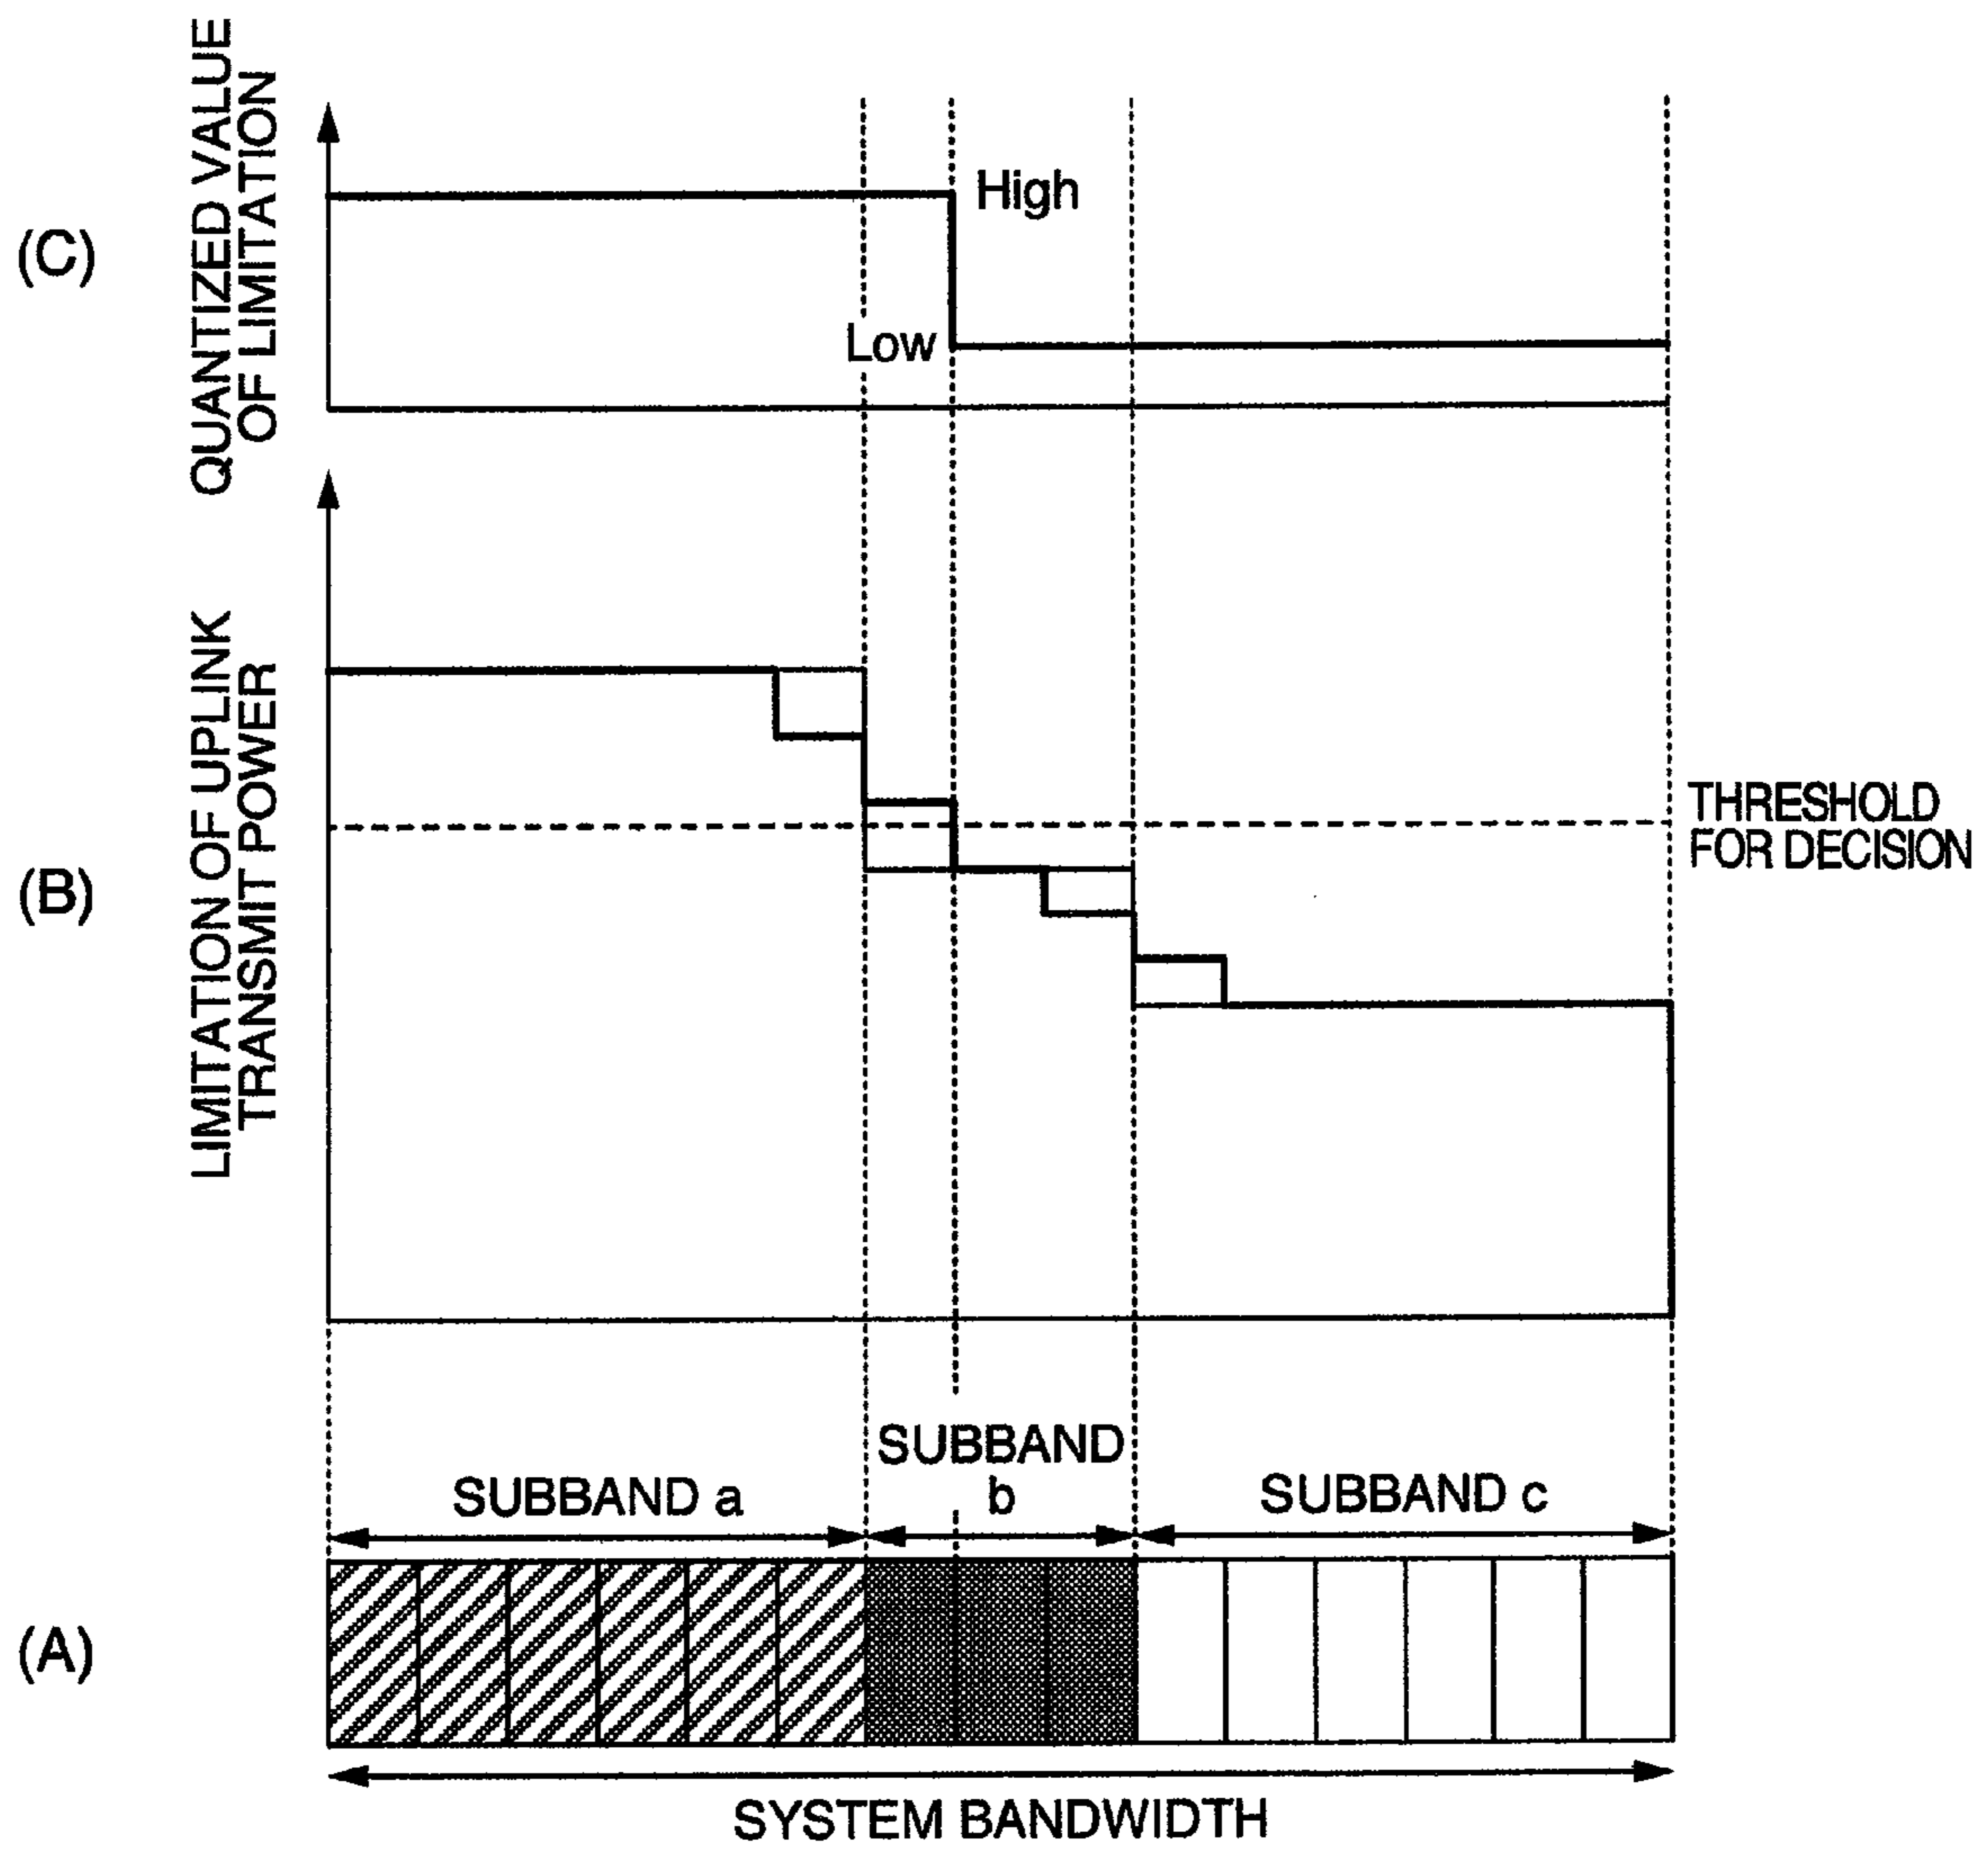 (C)
QUANTIZED VALUE
OF LIMITATION
High
Low
(B)
LIMITATION OF UPLINK
TRANSMIT POWER
THRESHOLD
FOR DECISION
SUBBAND a
SUBBAND
b
SUBBAND c
(A)
SYSTEM BANDWIDTH